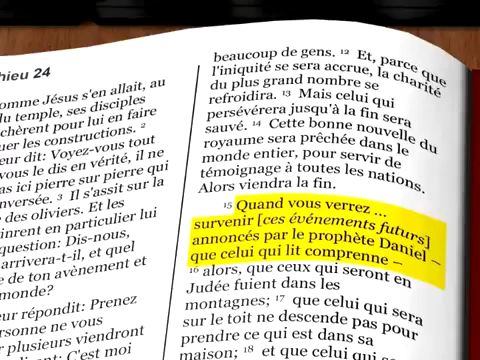 hieu 24
omme Jésus s'en allait, au
du temple, ses disciples
chèrent pour lui en faire
uer les constructions. 2
eur dit: Voyez-vous tout
vous le dis en vérité, il ne
as ici pierre sur pierre qui
nversée. 3 Il s'assit sur la
e des oliviers. Et les
inrent en particulier lui
question: Dis-nous,
arrivera-t-il, et quel
e de ton avènement et
monde?
eur répondit: Prenez
ersonne ne vous
r plusieurs viendront
disant: C'est moi
beaucoup de gens. 12 Et, parce que
l'iniquité se sera accrue, la charité
du plus grand nombre se
refroidira. 13 Mais celui qui
persévérera jusqu'à la fin sera
sauvé. 14 Cette bonne nouvelle du
royaume sera prêchée dans le
monde entier, pour servir de
témoignage à toutes les nations.
Alors viendra la fin.
15 Quand vous verrez ...
survenir [ces événements futurs]
annoncés par le prophète Daniel –
que celui qui lit comprenne –
16 alors, que ceux qui seront en
Judée fuient dans les
montagnes; 17 que celui qui sera
sur le toit ne descende pas pour
prendre ce qui est dans sa
maison; 18 et que celui qui se